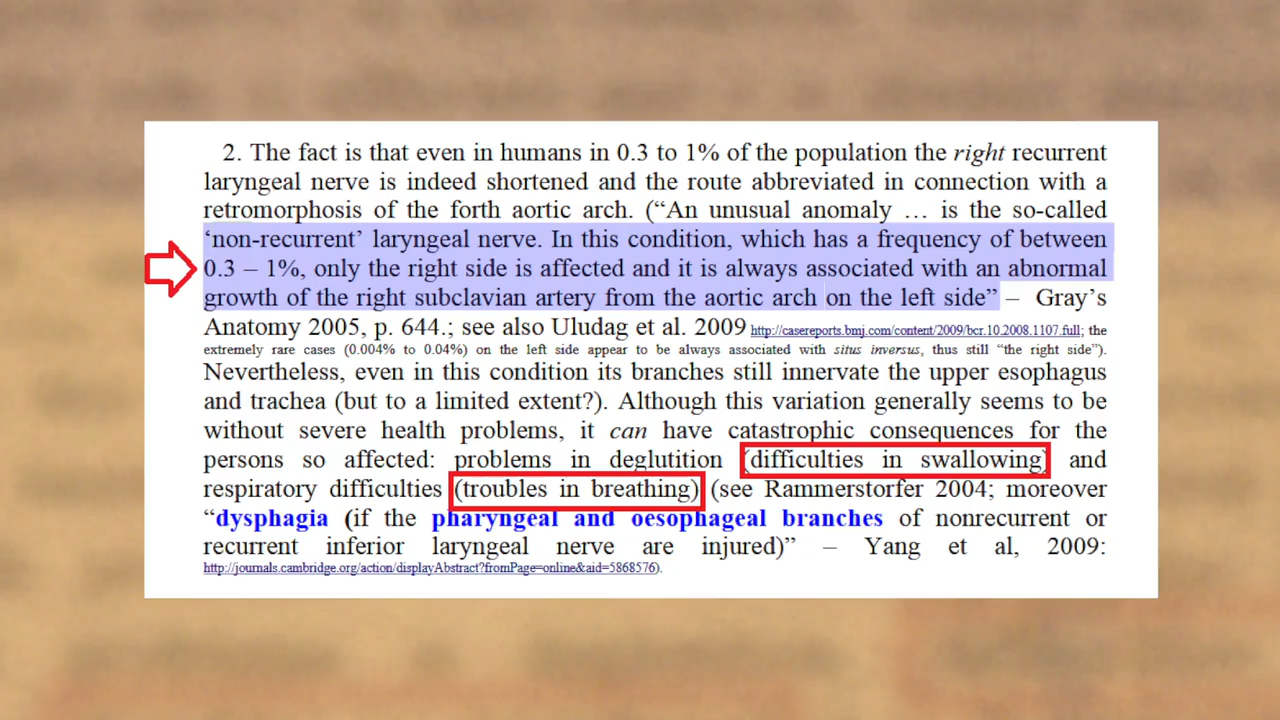 2. The fact is that even in humans in 0.3 to 1% of the population the right recurrent
laryngeal nerve is indeed shortened and the route abbreviated in connection with a
retromorphosis of the forth aortic arch. (“An unusual anomaly … is the so-called
‘non-recurrent’ laryngeal nerve. In this condition, which has a frequency of between
0.3 – 1%, only the right side is affected and it is always associated with an abnormal
growth of the right subclavian artery from the aortic arch on the left side” – Gray’s
Anatomy 2005, p. 644.; see also Uludag et al. 2009 http://casereports.bmj.com/content/2009/bcr.10.2008.1107.full; the
extremely rare cases (0.004% to 0.04%) on the left side appear to be always associated with situs inversus, thus still “the right side”).
Nevertheless, even in this condition its branches still innervate the upper esophagus
and trachea (but to a limited extent?). Although this variation generally seems to be
without severe health problems, it can have catastrophic consequences for the
persons so affected: problems in deglutition (difficulties in swallowing) and
respiratory difficulties (troubles in breathing) (see Rammerstorfer 2004; moreover
“dysphagia (if the pharyngeal and oesophageal branches of nonrecurrent or
recurrent inferior laryngeal nerve are injured)” – Yang et al, 2009:
http://journals.cambridge.org/action/displayAbstract?fromPage=online&aid=5868576).